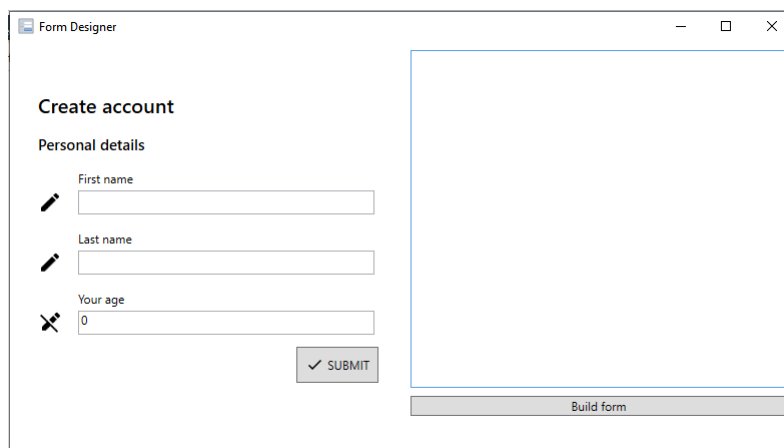 Form Designer
Create account
Personal details
First name
Last name
Your age
0
SUBMIT
Build form